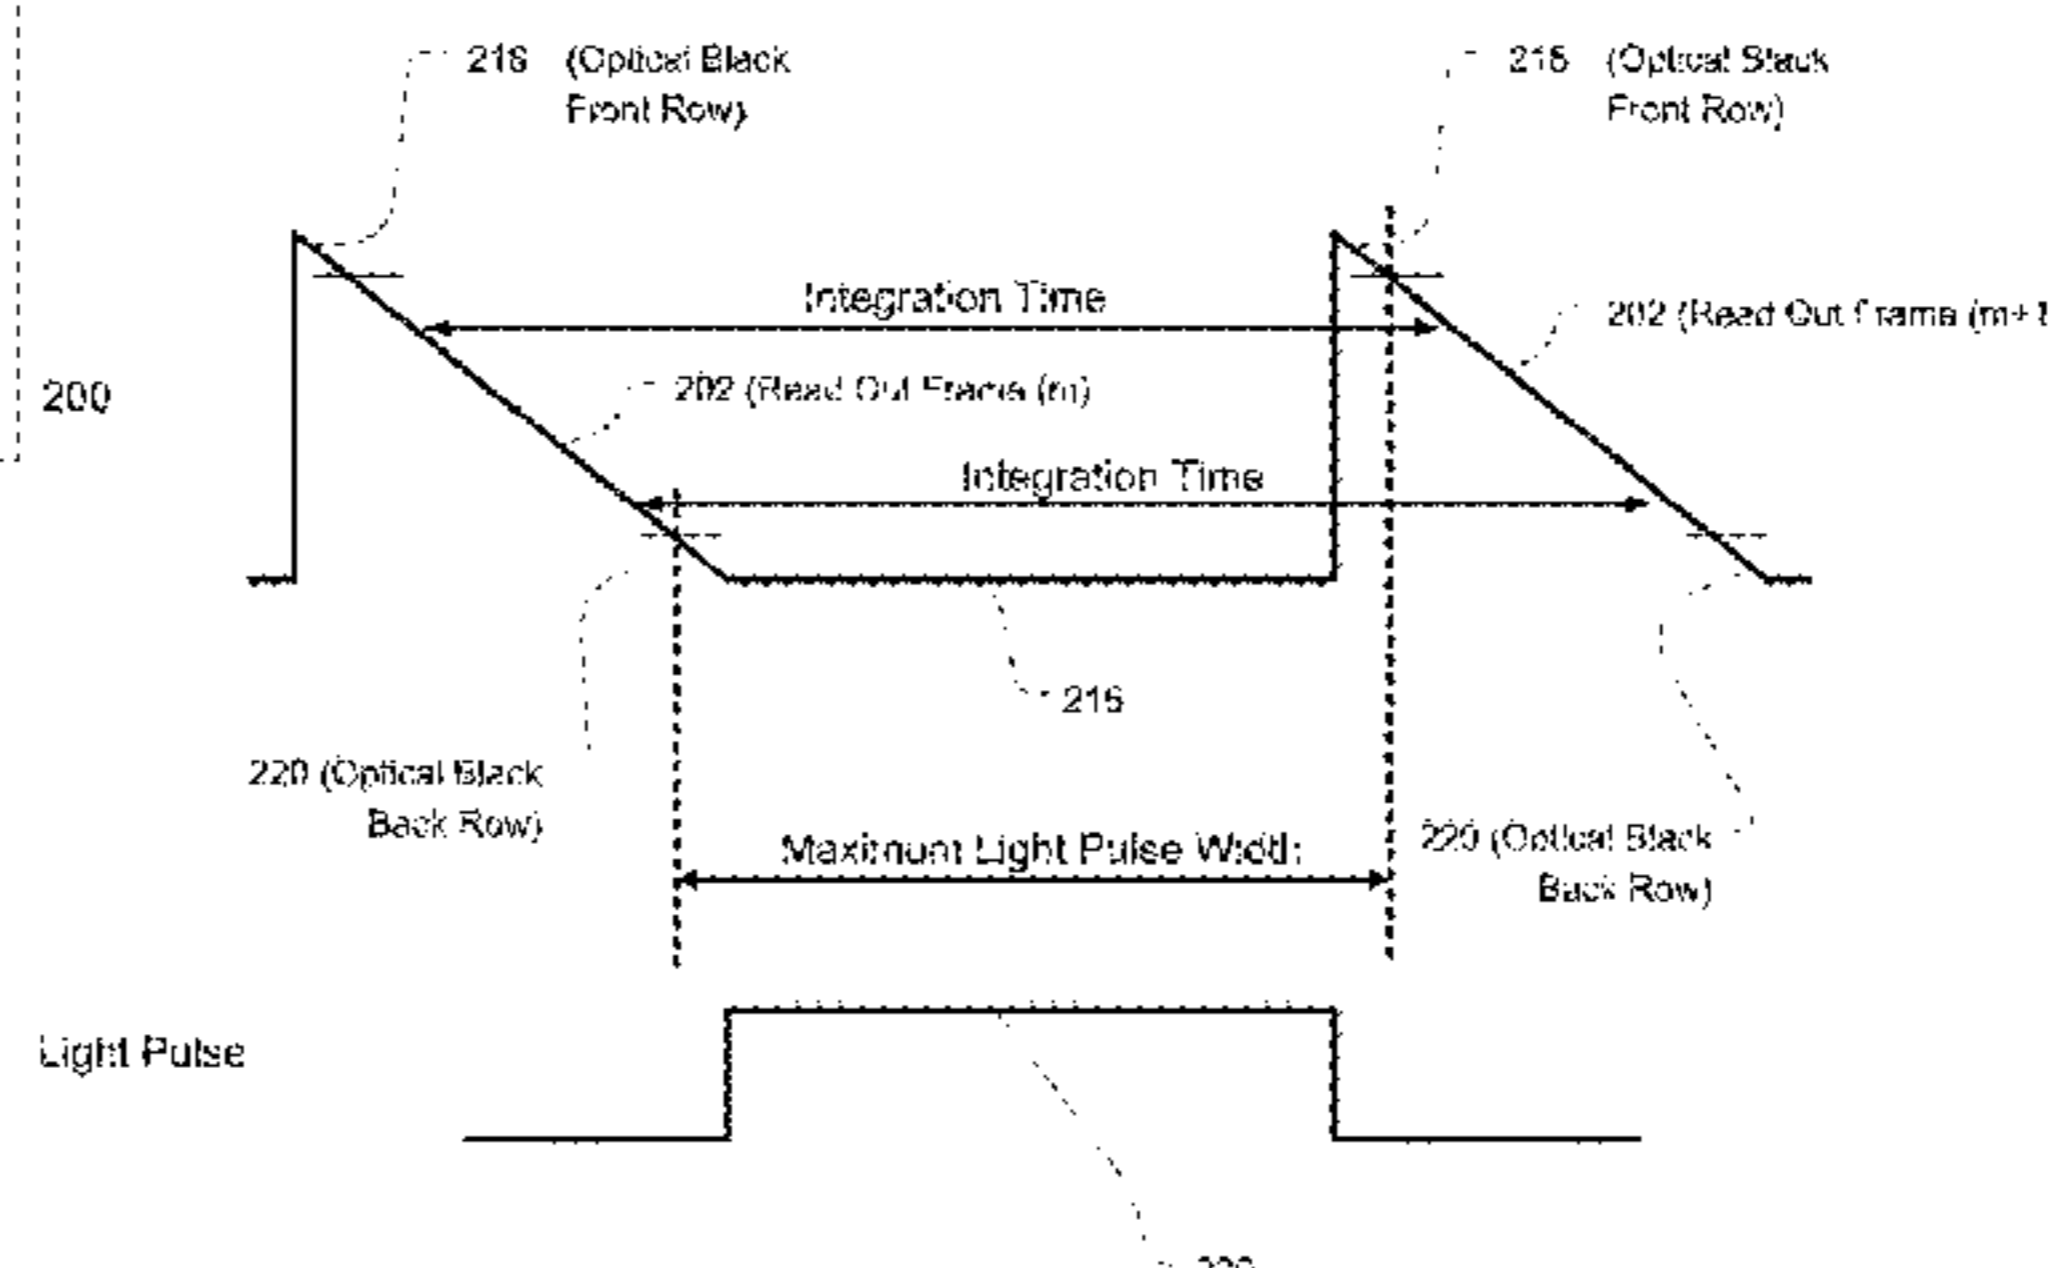 218 (Optical Black
Front Row)
218 (Optical Black
Front Row)
Integration Time
202 (Read Out Frame (m+1
200
202 (Read Out Frame (m)
Integration Time
216
220 (Optical Black
Back Row)
Maximum Light Pulse Width
220 (Optical Black
Back Row)
Light Pulse